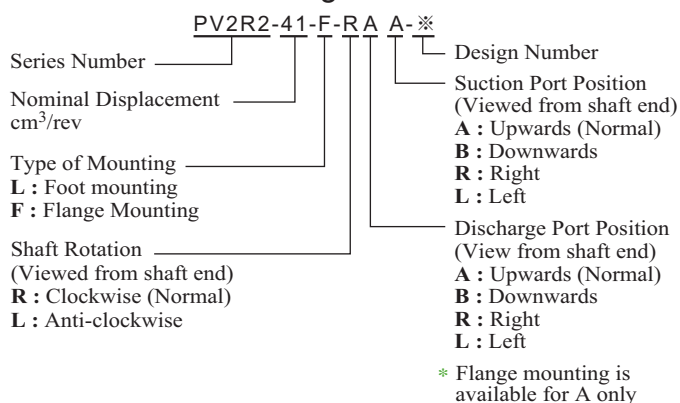 PV2R2-41-F-RA A-※
Series Number
Nominal Displacement
cm³/rev
Type of Mounting
L : Foot mounting
F : Flange Mounting
Shaft Rotation
(Viewed from shaft end)
R : Clockwise (Normal)
L : Anti-clockwise
Design Number
Suction Port Position
(Viewed from shaft end)
A : Upwards (Normal)
B : Downwards
R : Right
L : Left
Discharge Port Position
(View from shaft end)
A : Upwards (Normal)
B : Downwards
R : Right
L : Left
* Flange mounting is
available for A only